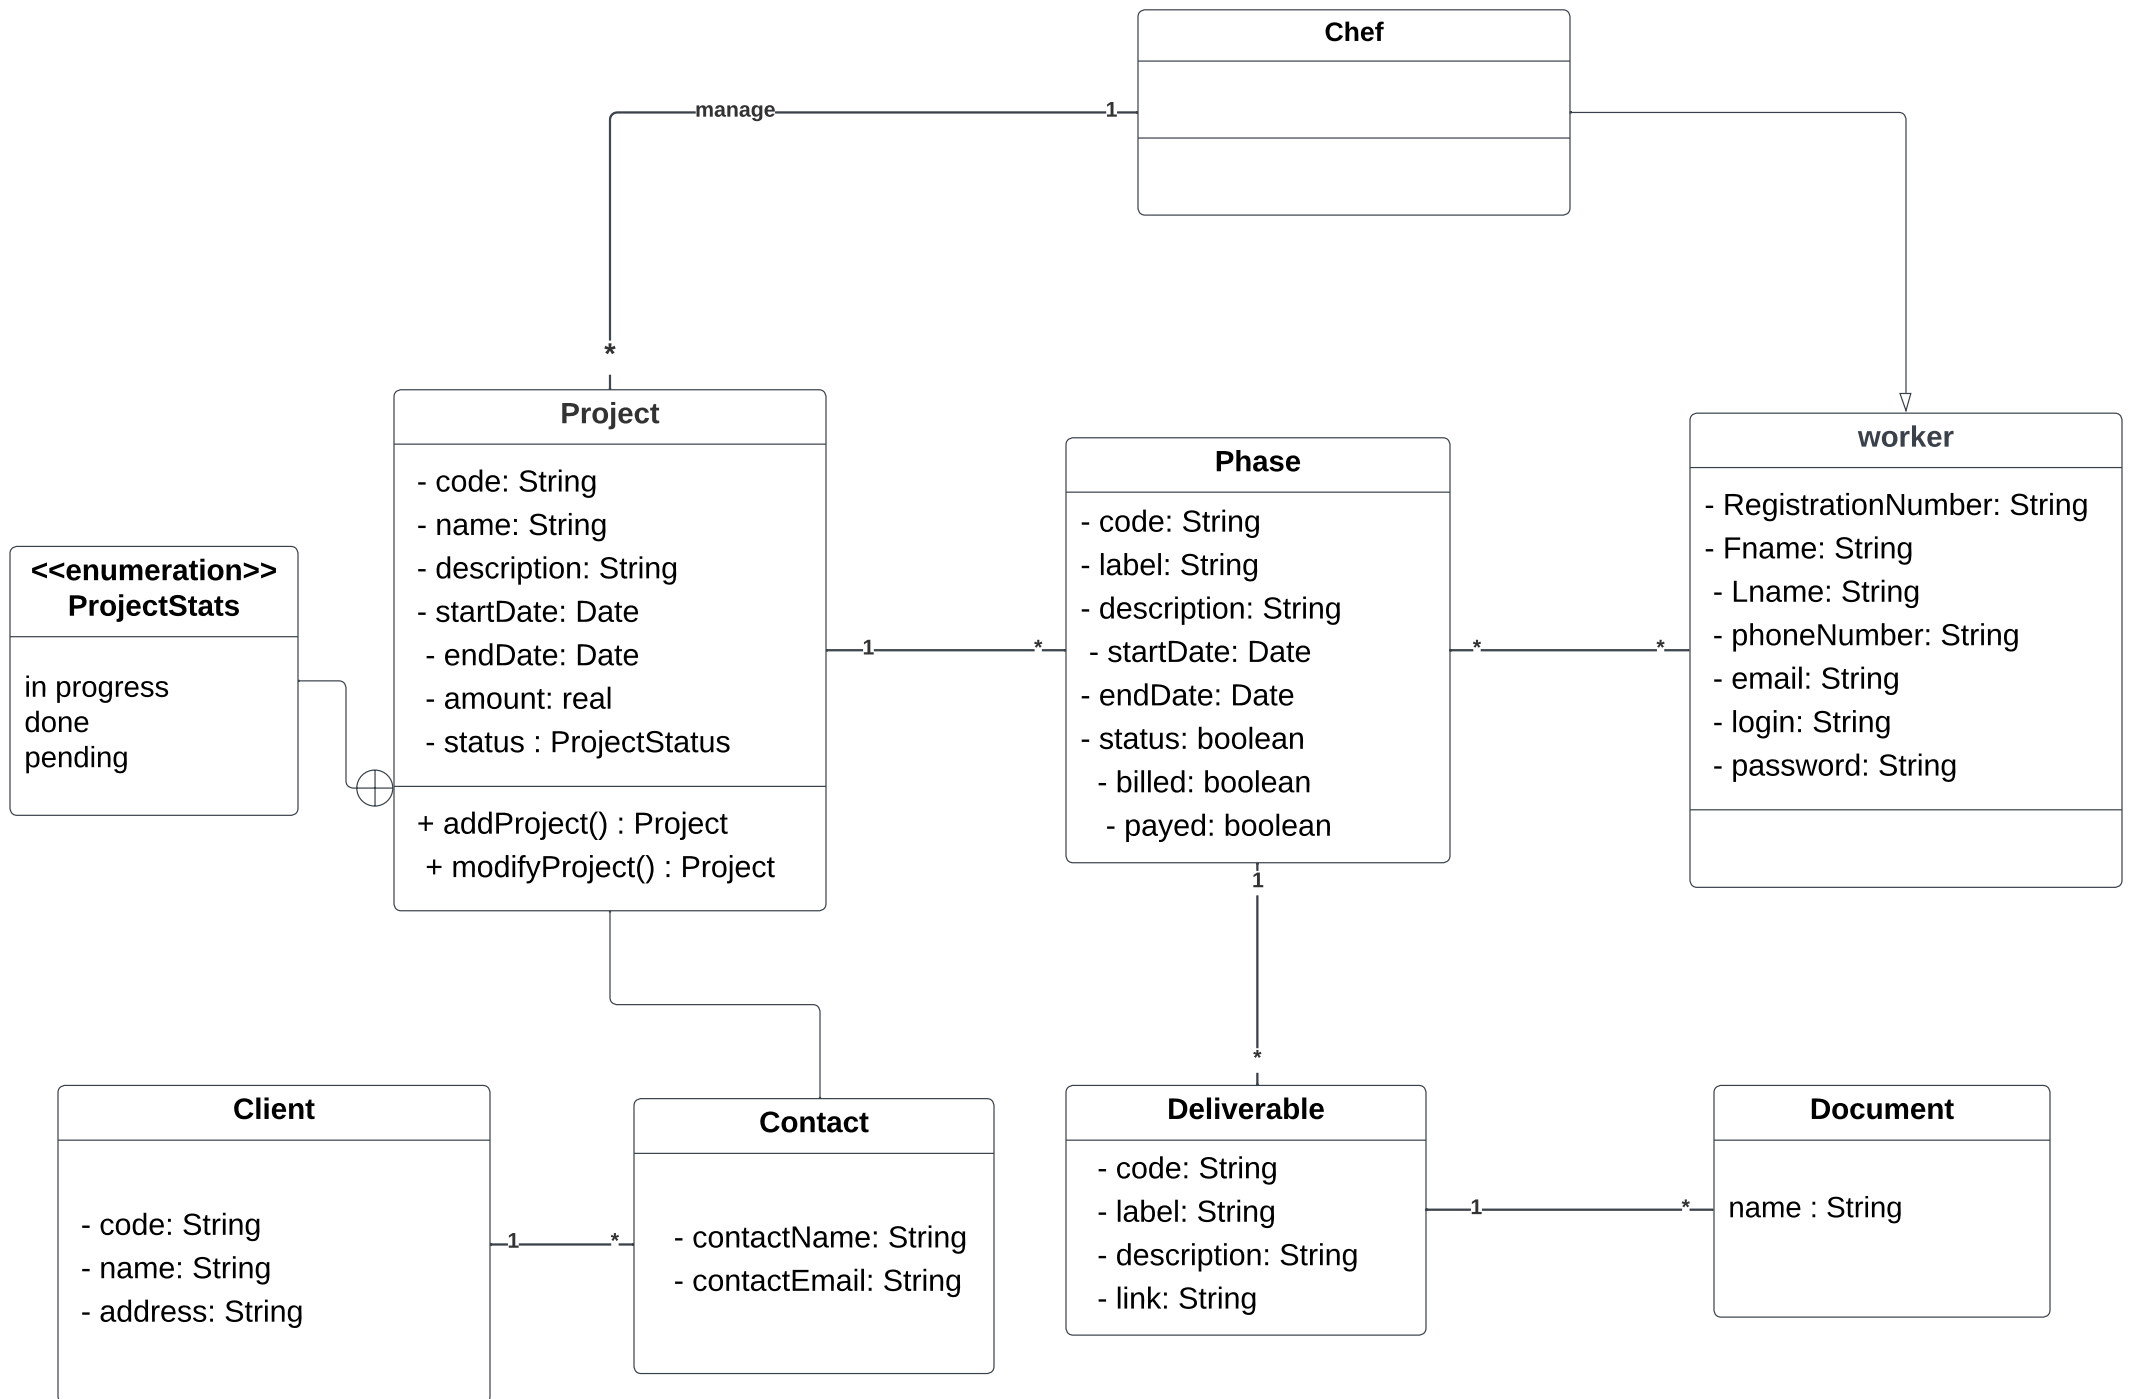 Chef
manage
1
*
Project
- code: String
- name: String
- description: String
- startDate: Date
- endDate: Date
- amount: real
- status : ProjectStatus
+ addProject() : Project
+ modifyProject() : Project
<<enumeration>>
ProjectStats
in progress
done
pending
1
*
Phase
- code: String
- label: String
- description: String
- startDate: Date
- endDate: Date
- status: boolean
- billed: boolean
- payed: boolean
*
*
worker
- RegistrationNumber: String
- Fname: String
- Lname: String
- phoneNumber: String
- email: String
- login: String
- password: String
1
*
Client
- code: String
- name: String
- address: String
1
*
Contact
- contactName: String
- contactEmail: String
Deliverable
- code: String
- label: String
- description: String
- link: String
1
*
Document
name : String